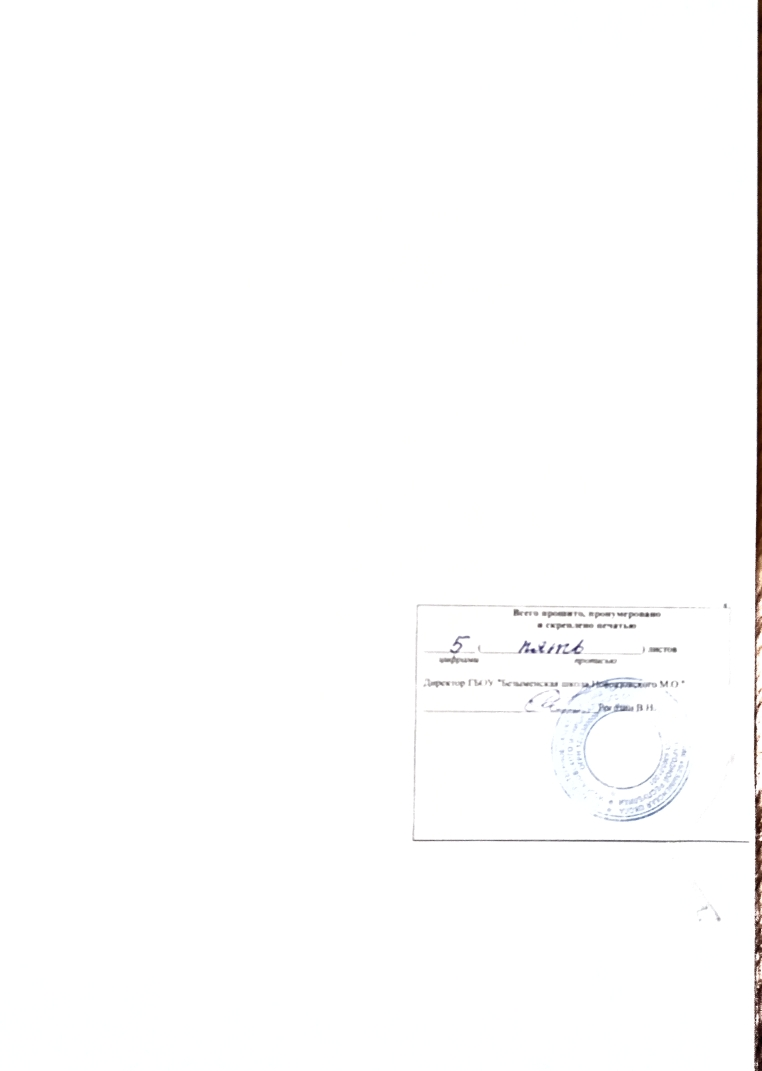 Всего прошито, пронумеровано
и скреплено печатью
5 ( пять ) листов
цифрами прописью
Директор ГБОУ "Безыменская школа Новоазовского М.О."
В.И.